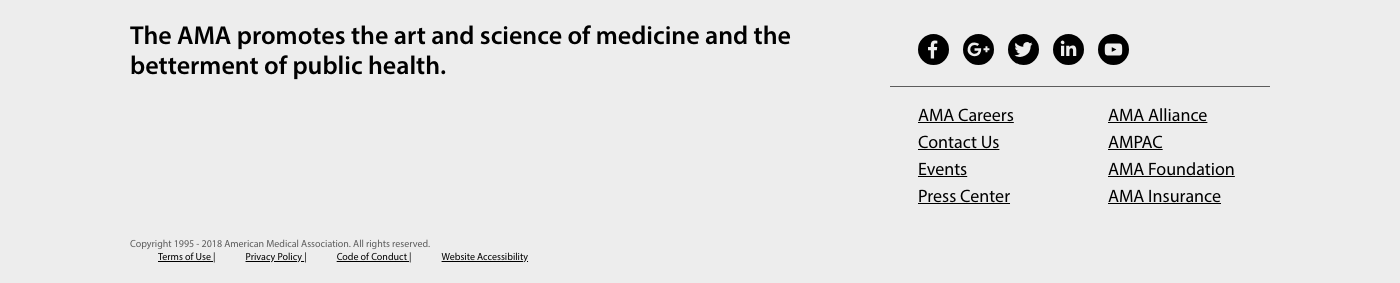 The AMA promotes the art and science of medicine and the
betterment of public health.
AMA Careers
Contact Us
Events
Press Center
AMA Alliance
AMPAC
AMA Foundation
AMA Insurance
Copyright 1995 - 2018 American Medical Association. All rights reserved.
Terms of Use | Privacy Policy | Code of Conduct | Website Accessibility